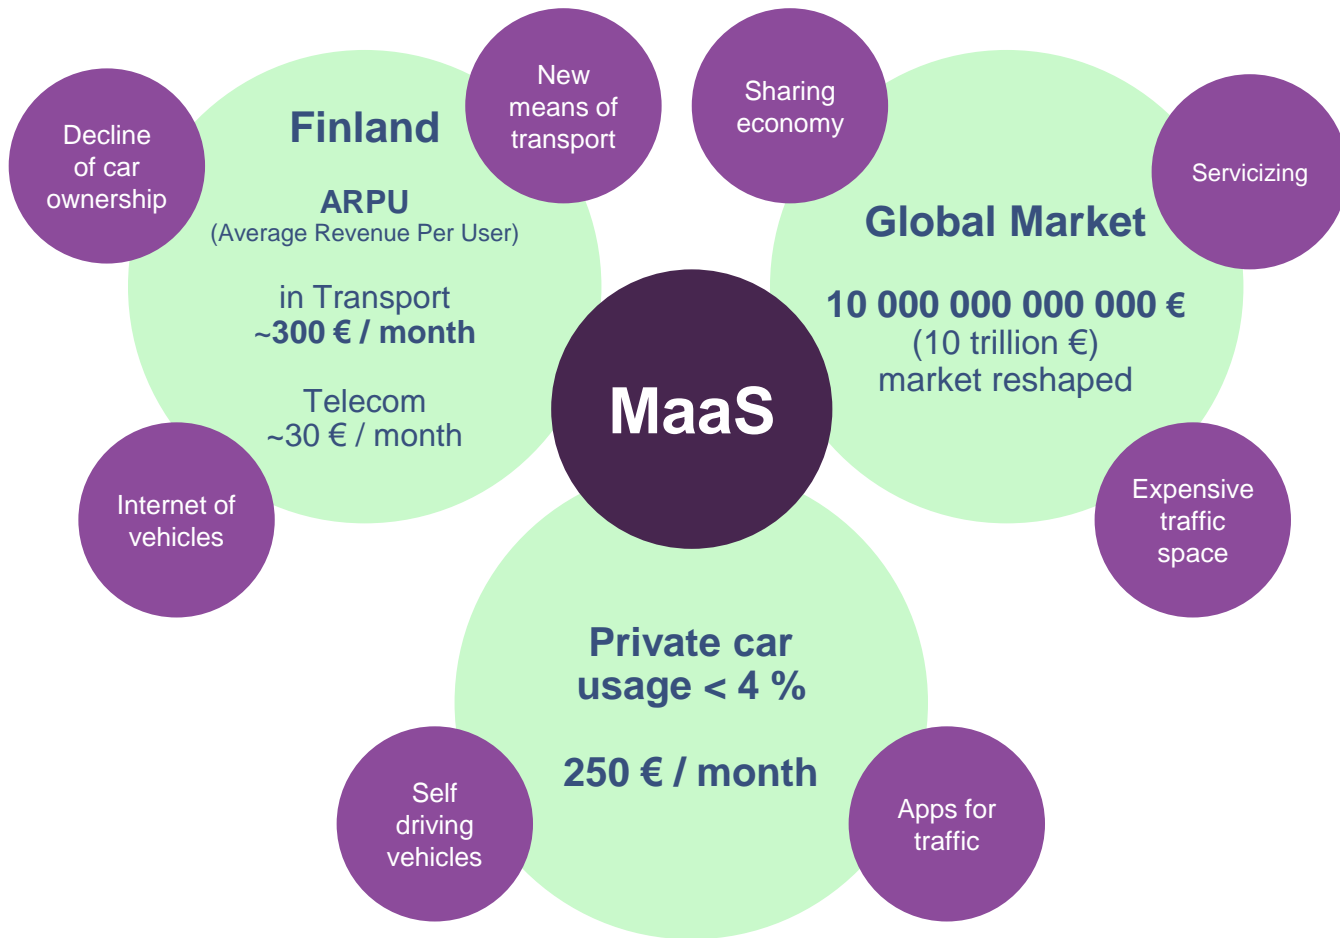 Decline
of car
ownership
Finland
ARPU
(Average Revenue Per User)
in Transport
~300 € / month
Telecom
~30 € / month
New
means of
transport
Internet of
vehicles
MaaS
Sharing
economy
Servicizing
Global Market
10 000 000 000 000 €
(10 trillion €)
market reshaped
Expensive
traffic
space
Private car
usage < 4 %
250 € / month
Self
driving
vehicles
Apps for
traffic